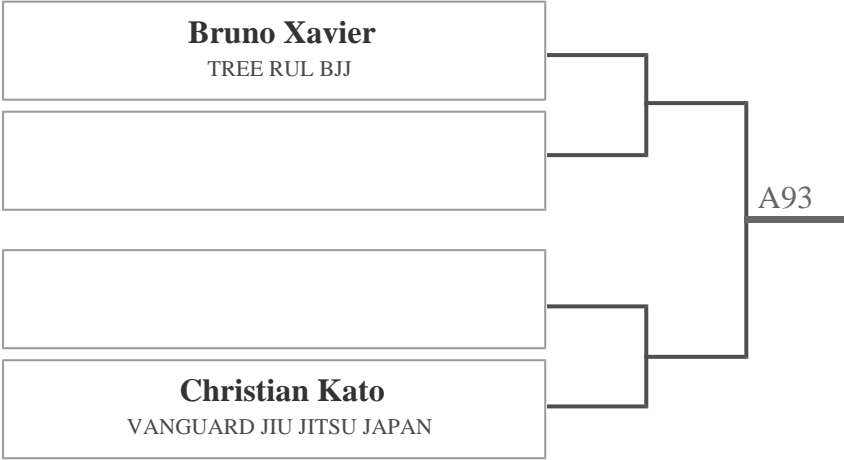 Bruno Xavier
TREE RUL BJJ
A93
Christian Kato
VANGUARD JIU JITSU JAPAN